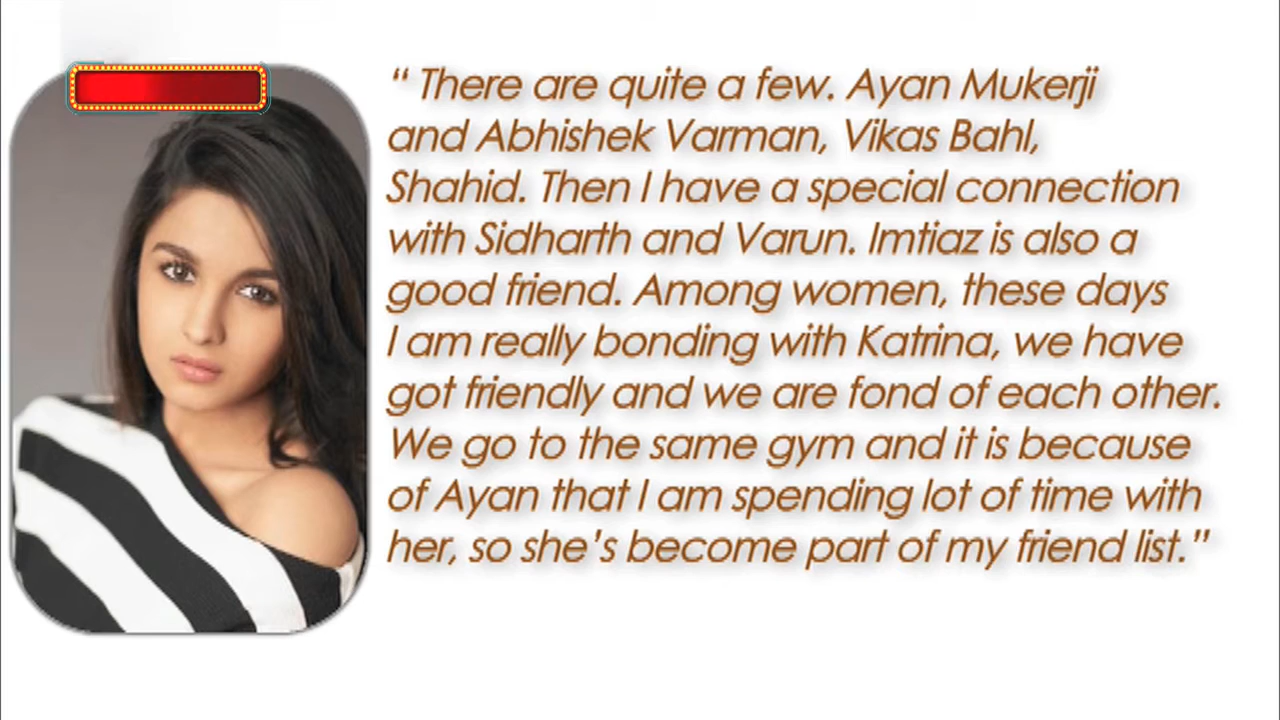 “ There are quite a few. Ayan Mukerji
and Abhishek Varman, Vikas Bahl,
Shahid. Then I have a special connection
with Sidharth and Varun. Imtiaz is also a
good friend. Among women, these days
I am really bonding with Katrina, we have
got friendly and we are fond of each other.
We go to the same gym and it is because
of Ayan that I am spending lot of time with
her, so she’s become part of my friend list.”